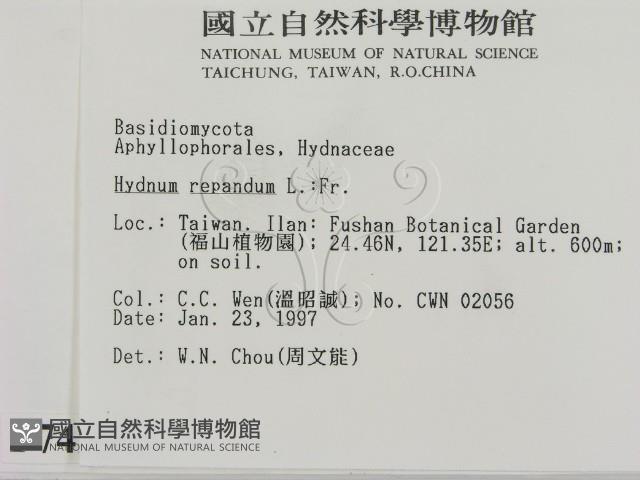 國立自然科學博物館
NATIONAL MUSEUM OF NATURAL SCIENCE
TAICHUNG, TAIWAN, R.O.CHINA
Basidiomycota
Aphyllophorales, Hydnaceae
Hydnum repandum L.:Fr.
Loc.: Taiwan. Ilan: Fushan Botanical Garden
(福山植物園); 24.46N, 121.35E; alt. 600m;
on soil.
Col.: C.C. Wen(溫昭誠); No. CWN 02056
Date: Jan. 23, 1997
Det.: W.N. Chou(周文能)
74
國立自然科學博物館
NATIONAL MUSEUM OF NATURAL SCIENCE